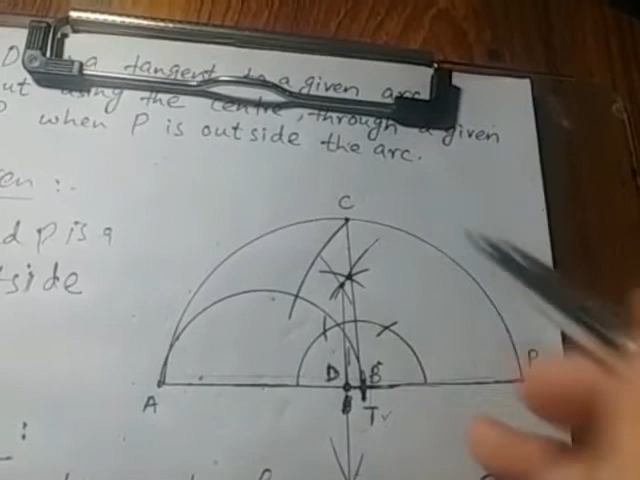 a tangent to a given arc
using the centre, through a given
P when P is outside the arc.
en :-
d P is a
tside
C
D B
P
A
T
: